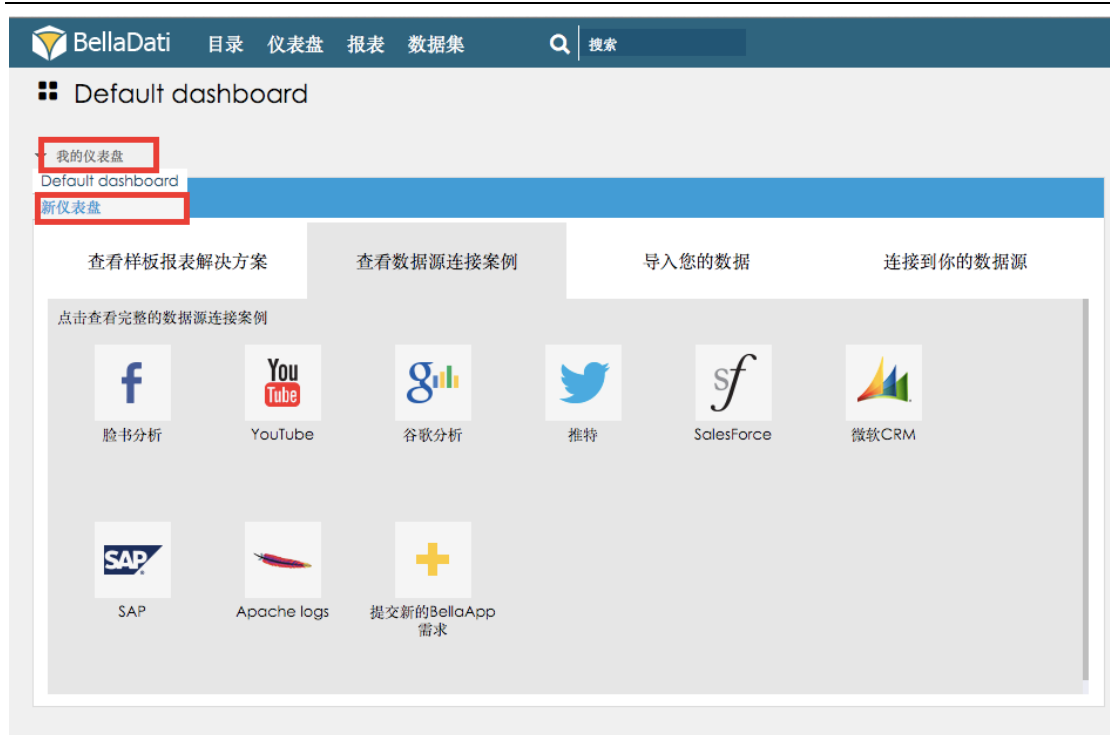 BellaDati 目录 仪表盘 报表 数据集 搜索
Default dashboard
我的仪表盘
Default dashboard
新仪表盘
查看样板报表解决方案 查看数据源连接案例 导入您的数据 连接到你的数据源
点击查看完整的数据源连接案例
f You Tube g sf
脸书分析 YouTube 谷歌分析 推特 SalesForce 微软CRM
SAP
SAP Apache logs 提交新的BellaApp
需求